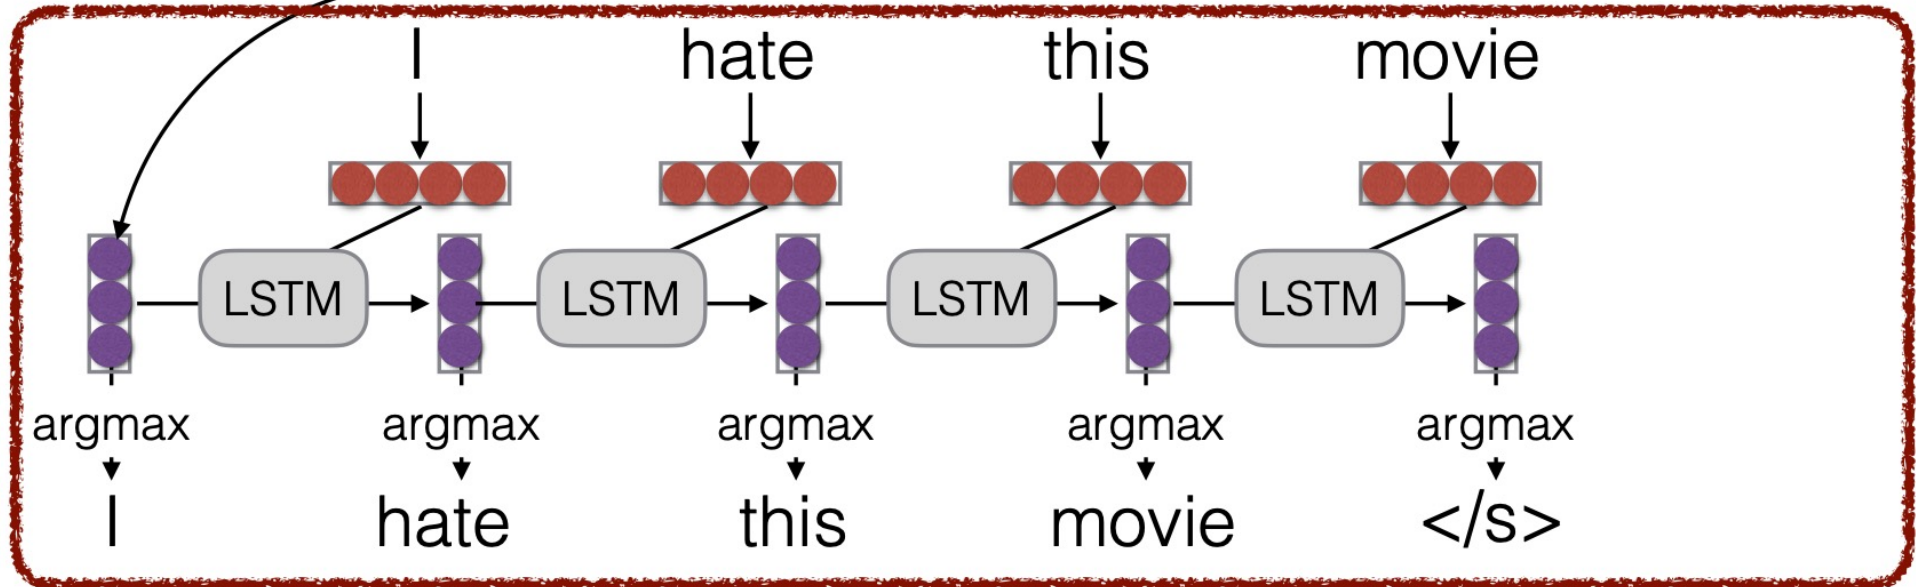 I hate this movie
LSTM LSTM LSTM LSTM
argmax argmax argmax argmax argmax
I hate this movie </s>